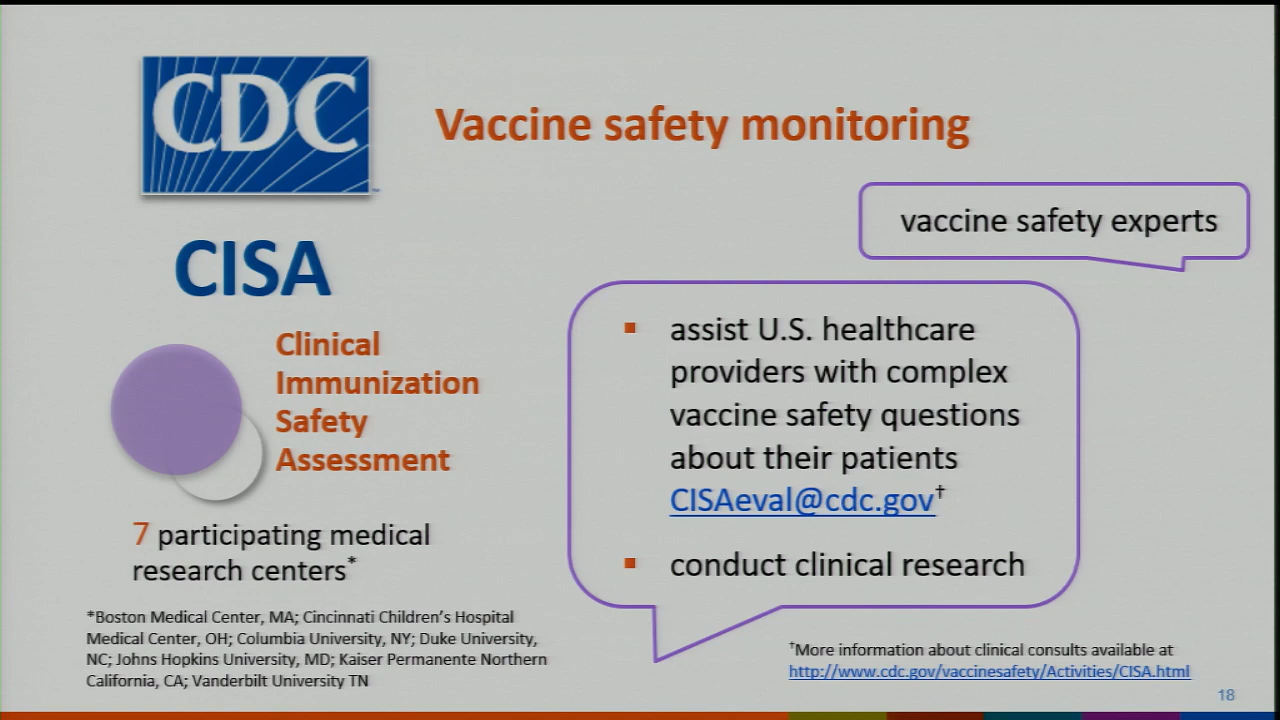 CDC
Vaccine safety monitoring
CISA
Clinical
Immunization
Safety
Assessment
7 participating medical
research centers*
*Boston Medical Center, MA; Cincinnati Children's Hospital
Medical Center, OH; Columbia University, NY; Duke University,
NC; Johns Hopkins University, MD; Kaiser Permanente Northern
California, CA; Vanderbilt University TN
vaccine safety experts
▪ assist U.S. healthcare
providers with complex
vaccine safety questions
about their patients
CISAeval@cdc.gov†
▪ conduct clinical research
†More information about clinical consults available at
http://www.cdc.gov/vaccinesafety/Activities/CISA.html
18